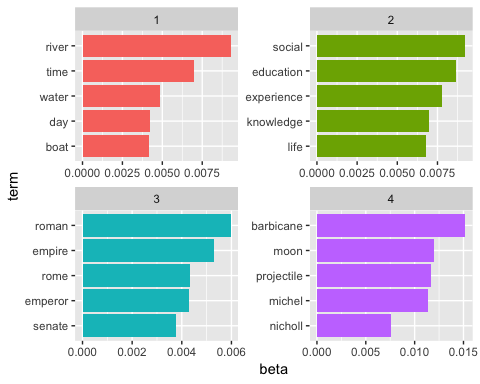 1
river
time
water
day
boat
0.0000 0.0025 0.0050 0.0075
2
social
education
experience
knowledge
life
0.0000 0.0025 0.0050 0.0075
term
3
roman
empire
rome
emperor
senate
0.000 0.002 0.004 0.006
4
barbicane
moon
projectile
michel
nicholl
0.000 0.005 0.010 0.015
beta